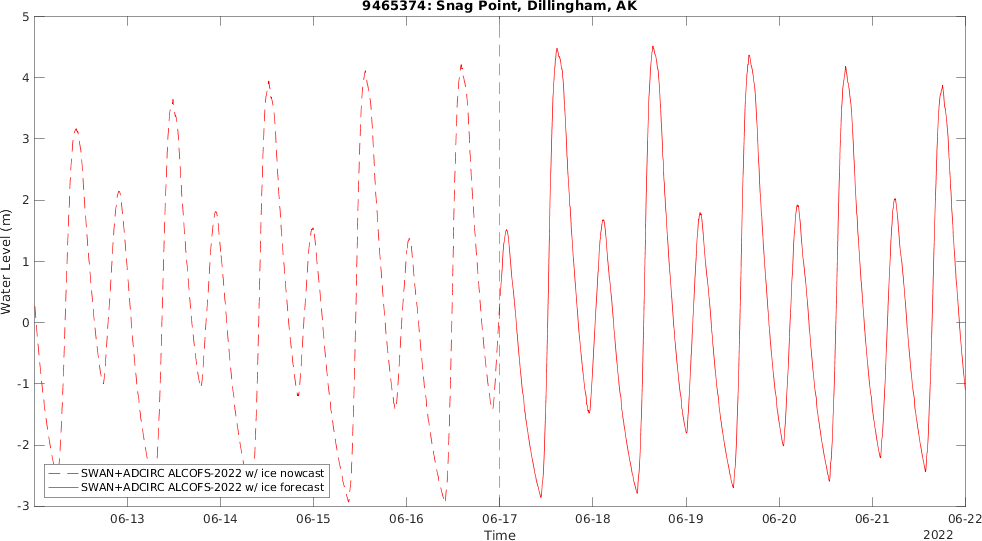 9465374: Snag Point, Dillingham, AK
Water Level (m)
5
4
3
2
1
0
-1
-2
-3
SWAN+ADCIRC ALCOFS-2022 w/ ice nowcast
SWAN+ADCIRC ALCOFS-2022 w/ ice forecast
06-13 06-14 06-15 06-16 06-17 06-18 06-19 06-20 06-21 06-22
Time
2022